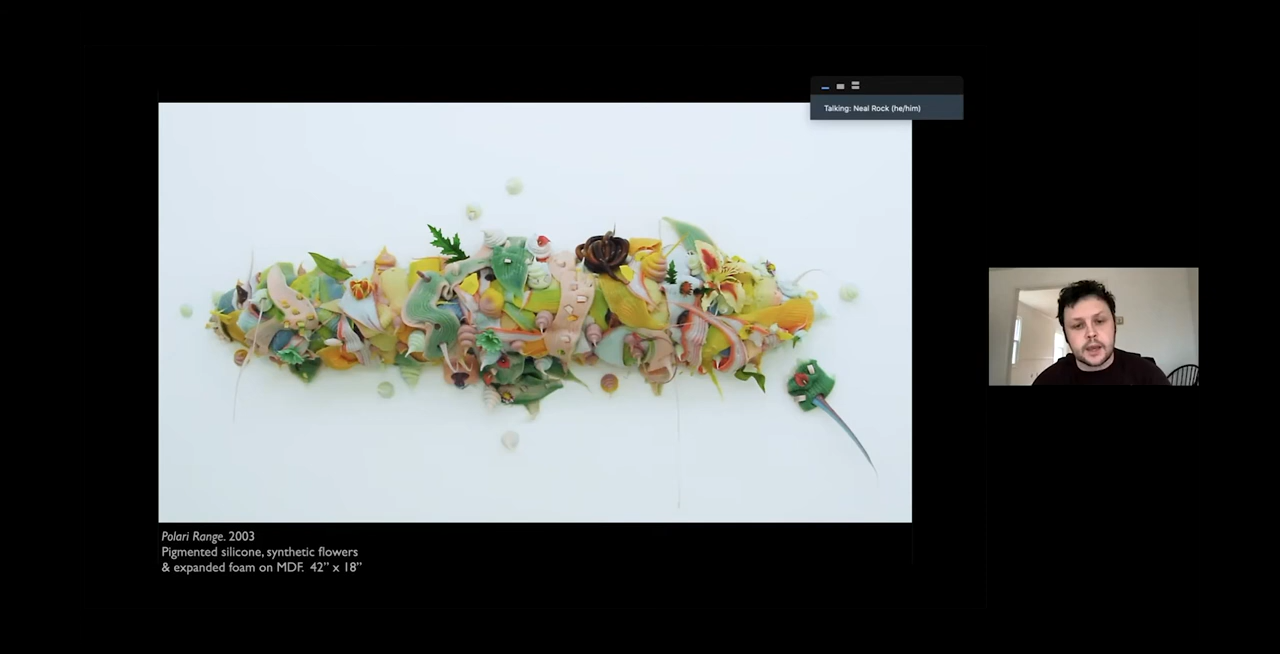 Talking: Neal Rock (he/him)
Polari Range. 2003
Pigmented silicone, synthetic flowers
& expanded foam on MDF.  42” x 18”